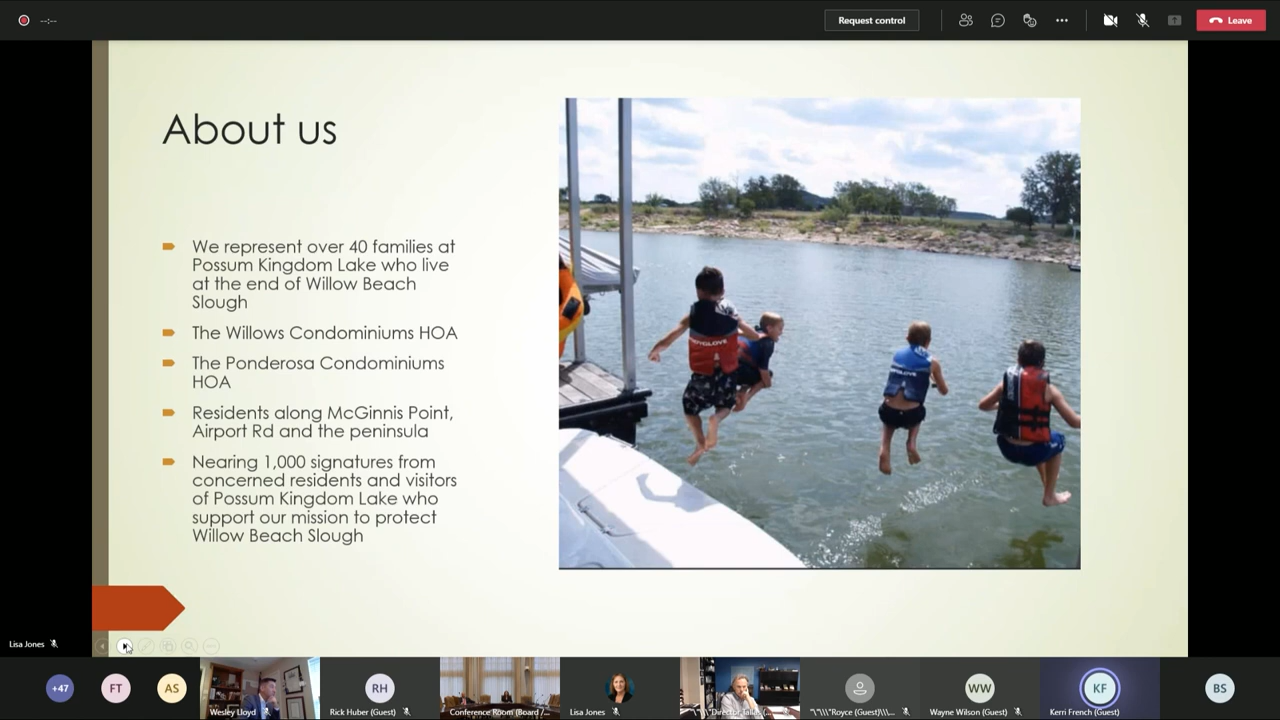 --:--
Request control
Leave
About us
We represent over 40 families at
Possum Kingdom Lake who live
at the end of Willow Beach
Slough
The Willows Condominiums HOA
The Ponderosa Condominiums
HOA
Residents along McGinnis Point,
Airport Rd and the peninsula
Nearing 1,000 signatures from
concerned residents and visitors
of Possum Kingdom Lake who
support our mission to protect
Willow Beach Slough
Lisa Jones
+47
FT
AS
RH
WW
KF
BS
Wesley Lloyd
Rick Huber (Guest)
Conference Room (Board /...
Lisa Jones
Wayne Wilson (Guest)
Kerri French (Guest)